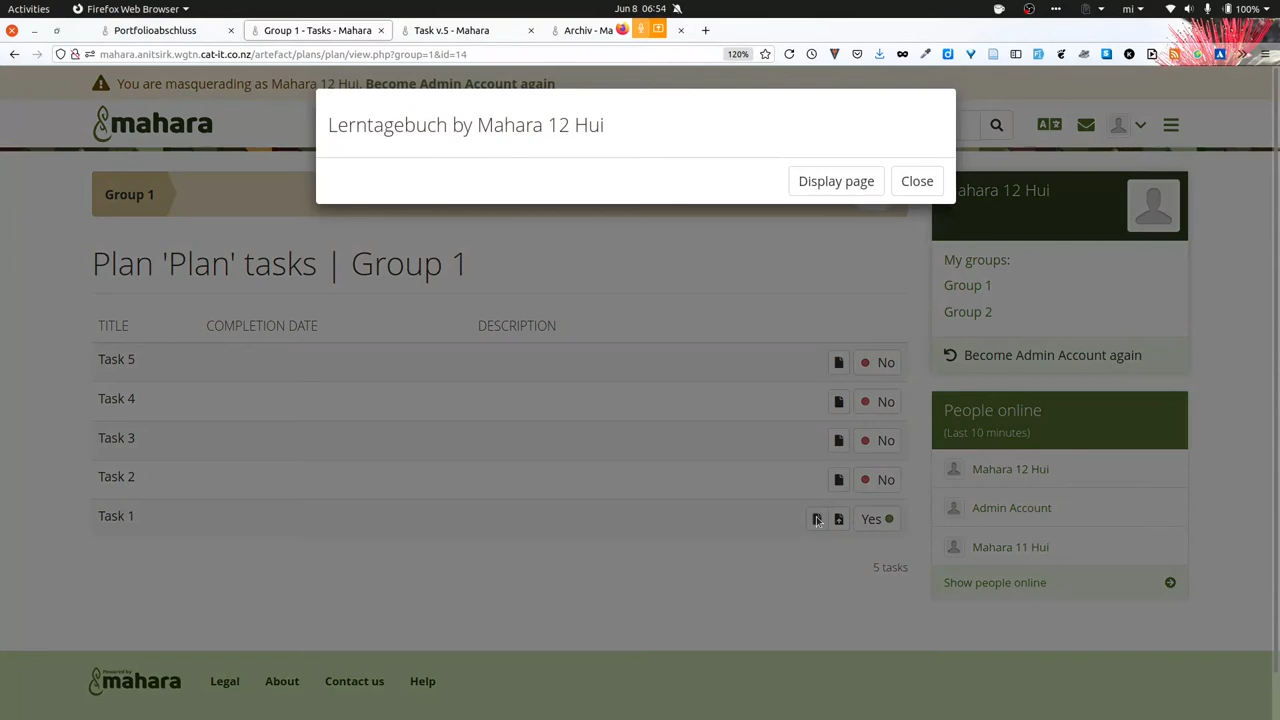 Activities
Firefox Web Browser
Jun 8 06:54
mi
100%
Portfolioabschluss
Group 1 - Tasks - Mahara
Task v.5 - Mahara
Archiv - Ma
mahara.anitsirk.wgtn.cat-it.co.nz/artefact/plans/plan/view.php?group=1&id=14
120%
You are masquerading as Mahara 12 Hui. Become Admin Account again
mahara
Lerntagebuch by Mahara 12 Hui
Display page
Close
Group 1
Mahara 12 Hui
My groups:
Group 1
Group 2
Become Admin Account again
Plan 'Plan' tasks | Group 1
TITLE
COMPLETION DATE
DESCRIPTION
Task 5
No
Task 4
No
Task 3
No
Task 2
No
Task 1
Yes
5 tasks
People online
(Last 10 minutes)
Mahara 12 Hui
Admin Account
Mahara 11 Hui
Show people online
Powered by
mahara
Legal
About
Contact us
Help